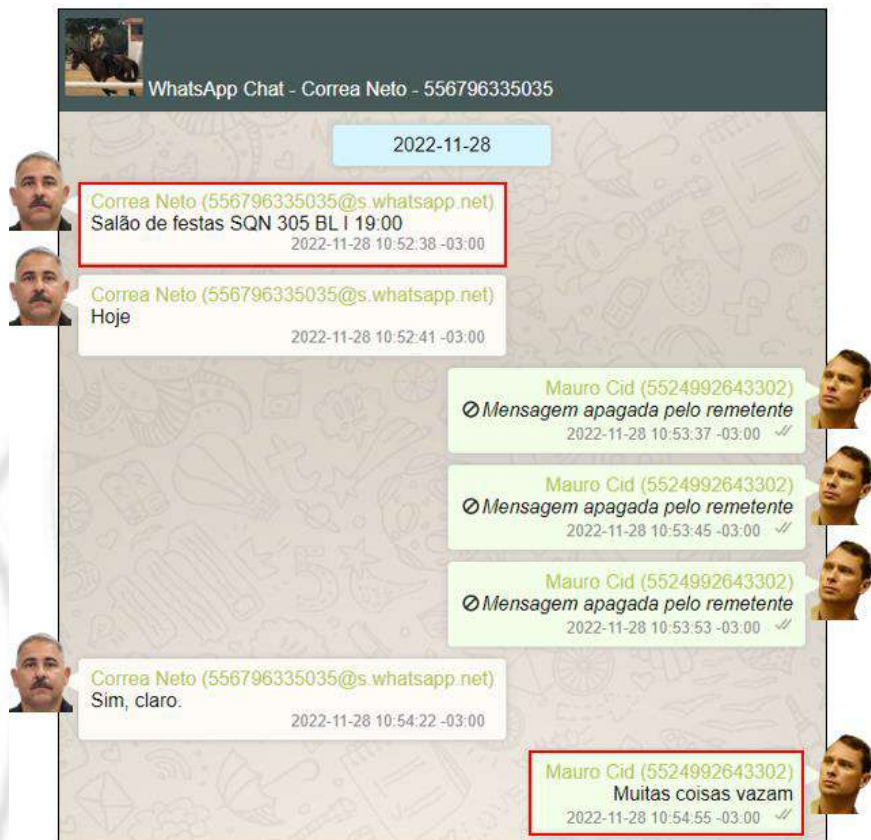 WhatsApp Chat - Correa Neto - 556796335035
2022-11-28
Correa Neto (556796335035@s.whatsapp.net)
Salão de festas SQN 305 BL I 19:00
2022-11-28 10:52:38 -03:00
Correa Neto (556796335035@s.whatsapp.net)
Hoje
2022-11-28 10:52:41 -03:00
Mauro Cid (5524992643302)
Mensagem apagada pelo remetente
2022-11-28 10:53:37 -03:00
Mauro Cid (5524992643302)
Mensagem apagada pelo remetente
2022-11-28 10:53:45 -03:00
Mauro Cid (5524992643302)
Mensagem apagada pelo remetente
2022-11-28 10:53:53 -03:00
Correa Neto (556796335035@s.whatsapp.net)
Sim, claro.
2022-11-28 10:54:22 -03:00
Mauro Cid (5524992643302)
Muitas coisas vazam
2022-11-28 10:54:55 -03:00